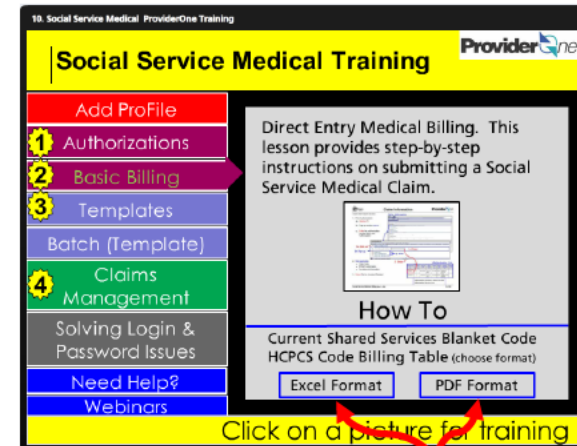 10. Social Service Medical ProviderOne Training
Social Service Medical Training
ProviderOne
Add ProFile
1 Authorizations
2 Basic Billing
3 Templates
Batch (Template)
4 Claims
Management
Solving Login &
Password Issues
Need Help?
Webinars
Direct Entry Medical Billing. This
lesson provides step-by-step
instructions on submitting a Social
Service Medical Claim.
How To
Current Shared Services Blanket Code
HCPCS Code Billing Table (choose format)
Excel Format
PDF Format
Click on a picture for training